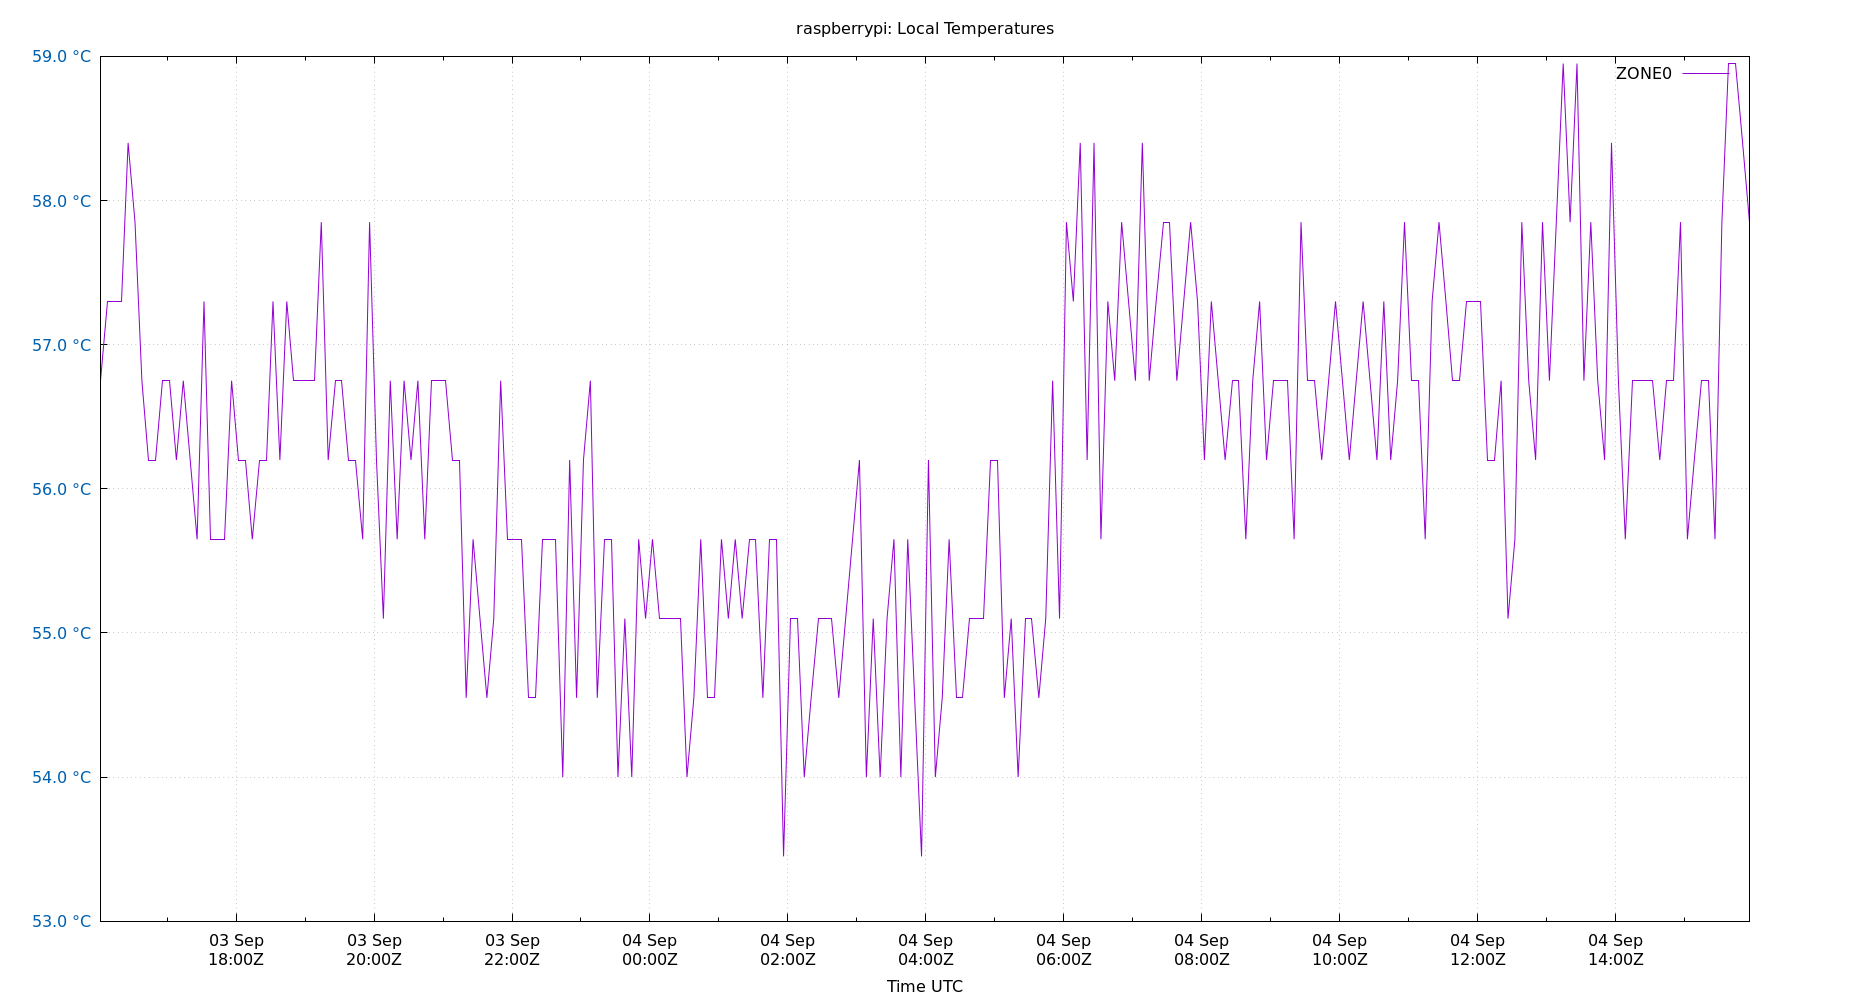 raspberrypi: Local Temperatures
59.0 °C
ZONE0
58.0 °C
57.0 °C
56.0 °C
55.0 °C
54.0 °C
53.0 °C
03 Sep 03 Sep 03 Sep 04 Sep 04 Sep 04 Sep 04 Sep 04 Sep 04 Sep 04 Sep 04 Sep
18:00Z 20:00Z 22:00Z 00:00Z 02:00Z 04:00Z 06:00Z 08:00Z 10:00Z 12:00Z 14:00Z
Time UTC